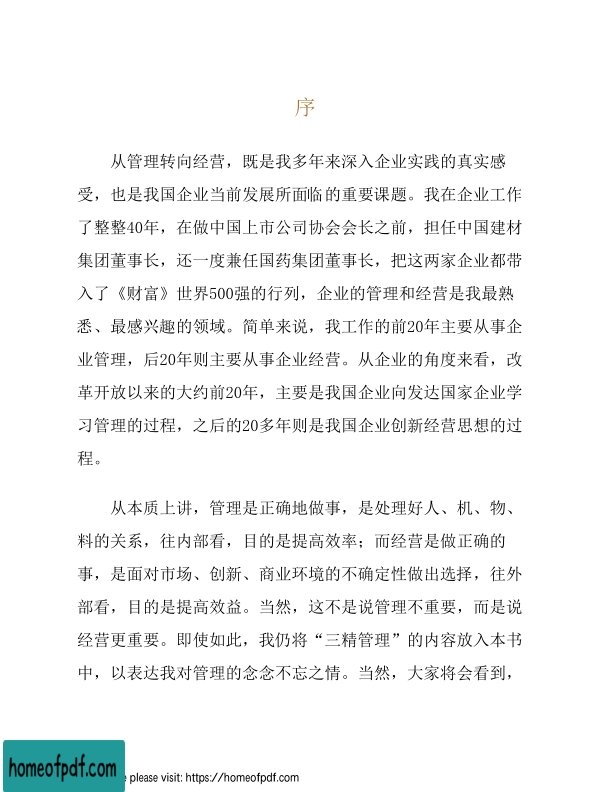 序
从管理转向经营，既是我多年来深入企业实践的真实感
受，也是我国企业当前发展所面临的重要课题。我在企业工作
了整整40年，在做中国上市公司协会会长之前，担任中国建材
集团董事长，还一度兼任国药集团董事长，把这两家企业都带
入了《财富》世界500强的行列，企业的管理和经营是我最熟
悉、最感兴趣的领域。简单来说，我工作的前20年主要从事企
业管理，后20年则主要从事企业经营。从企业的角度来看，改
革开放以来的大约前20年，主要是我国企业向发达国家企业学
习管理的过程，之后的20多年则是我国企业创新经营思想的过
程。
从本质上讲，管理是正确地做事，是处理好人、机、物、
料的关系，往内部看，目的是提高效率；而经营是做正确的
事，是面对市场、创新、商业环境的不确定性做出选择，往外
部看，目的是提高效益。当然，这不是说管理不重要，而是说
经营更重要。即使如此，我仍将“三精管理”的内容放入本书
中，以表达我对管理的念念不忘之情。当然，大家将会看到，
homeofpdf.com
e please visit: https://homeofpdf.com